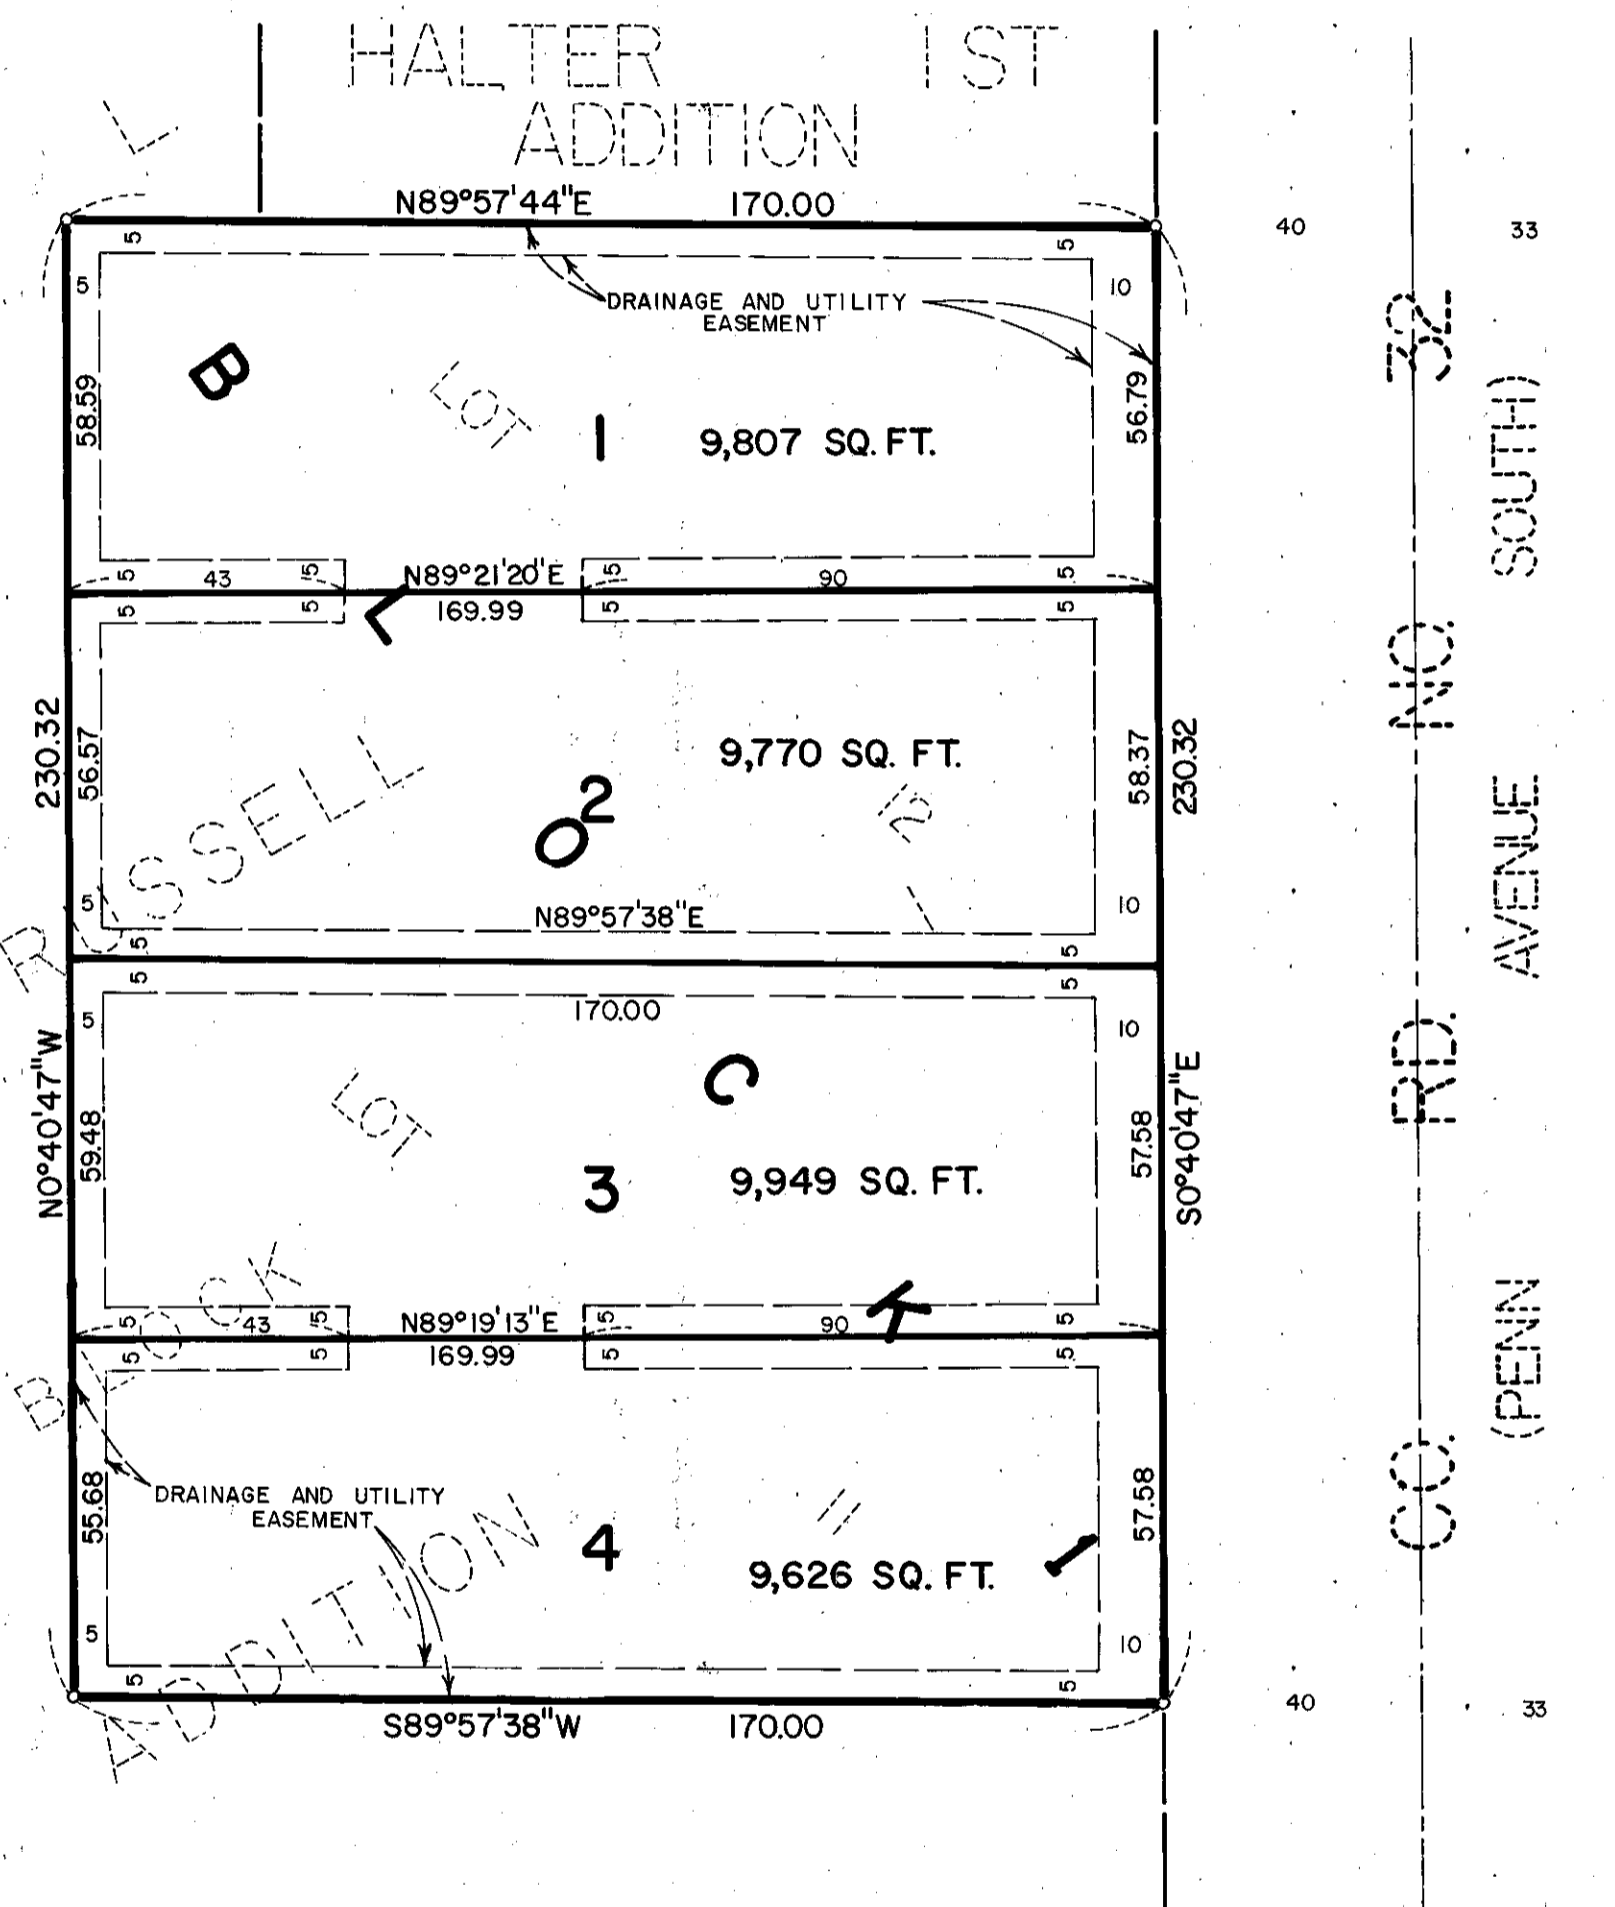 HALTER 1ST
ADDITION
L
N89°57'44"E 170.00
40 33
5 5
5 10
DRAINAGE AND UTILITY
EASEMENT
B
LOT
58.59
56.79
1 9,807 SQ. FT.
5 43 5 N89°21'20"E 5 90 5
5 5 169.99 5 5
L
230.32
56.57
9,770 SQ. FT.
58.37
230.32
2
O
12
RUSSELL
5 N89°57'38"E 10
5 5
5 5
170.00
5 10
N0°40'47"W
59.48
LOT
C
57.58
S0°40'47"E
3 9,949 SQ. FT.
K
5 43 5 N89°19'13"E 5 90 5
5 5 169.99 5 5
BLOCK
55.68
DRAINAGE AND UTILITY
EASEMENT
4
11
9,626 SQ. FT.
1
57.58
5 10
5 5
ADDITION
S89°57'38"W 170.00
40 33
CO. RD. NO. 32
(PENN AVENUE SOUTH)